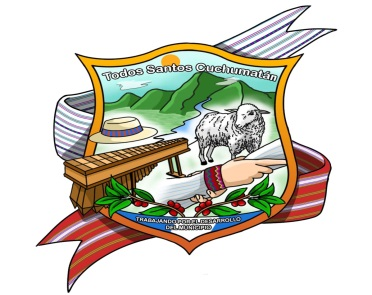 Todos Santos Cuchumatán
TRABAJANDO POR EL DESARROLLO
DEL MUNICIPIO